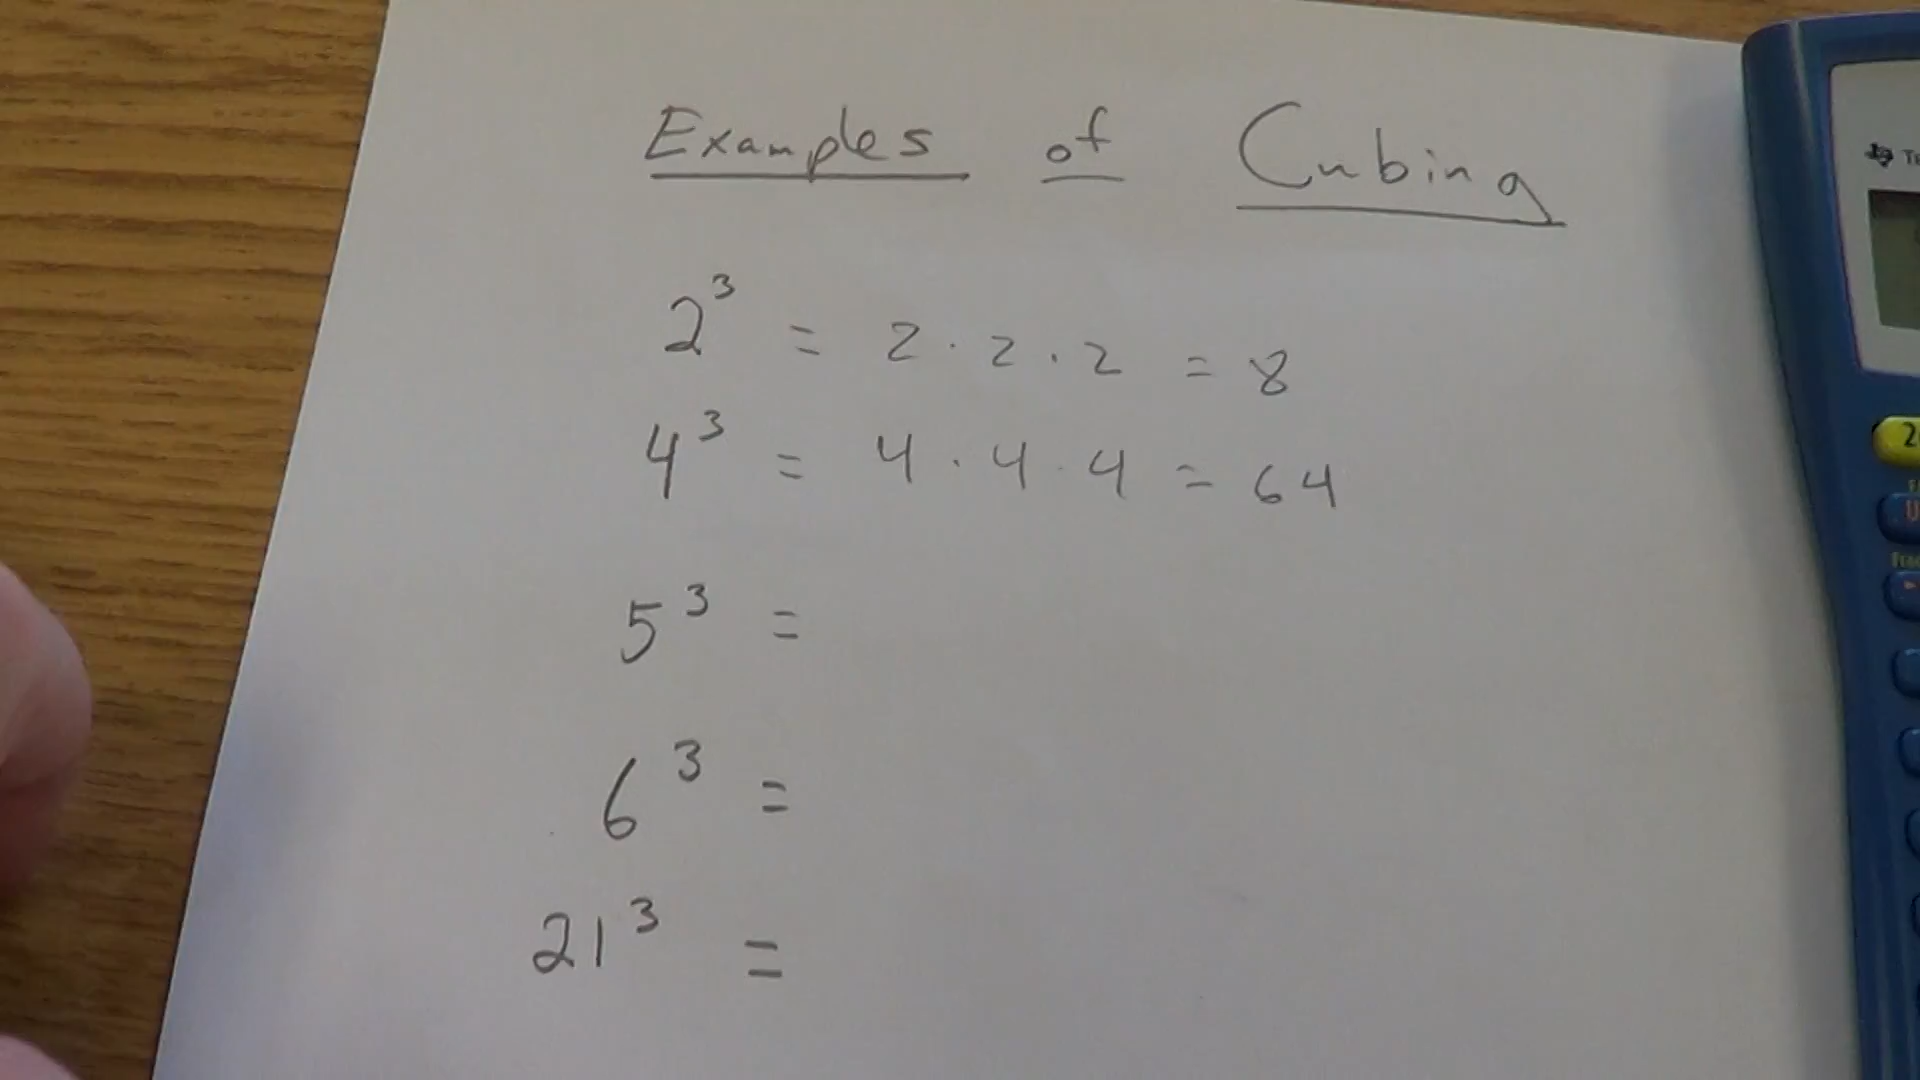 Examples of Cubing
2³ = 2 · 2 · 2 = 8
4³ = 4 · 4 · 4 = 64
5³ =
6³ =
21³ =